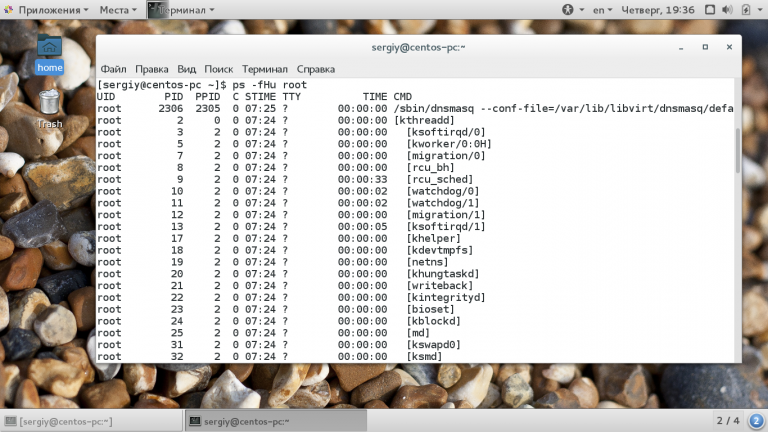 Приложения Места Терминал en Четверг, 19:36
sergiy@centos-pc:~
home
Trash
Файл Правка Вид Поиск Терминал Справка
[sergiy@centos-pc ~]$ ps -fHu root
UID PID PPID C STIME TTY TIME CMD
root 2306 2305 0 07:25 ? 00:00:00 /sbin/dnsmasq --conf-file=/var/lib/libvirt/dnsmasq/defa
root 2 0 0 07:24 ? 00:00:00 [kthreadd]
root 3 2 0 07:24 ? 00:00:00 [ksoftirqd/0]
root 5 2 0 07:24 ? 00:00:00 [kworker/0:0H]
root 7 2 0 07:24 ? 00:00:00 [migration/0]
root 8 2 0 07:24 ? 00:00:00 [rcu_bh]
root 9 2 0 07:24 ? 00:00:33 [rcu_sched]
root 10 2 0 07:24 ? 00:00:02 [watchdog/0]
root 11 2 0 07:24 ? 00:00:02 [watchdog/1]
root 12 2 0 07:24 ? 00:00:00 [migration/1]
root 13 2 0 07:24 ? 00:00:05 [ksoftirqd/1]
root 17 2 0 07:24 ? 00:00:00 [khelper]
root 18 2 0 07:24 ? 00:00:00 [kdevtmpfs]
root 19 2 0 07:24 ? 00:00:00 [netns]
root 20 2 0 07:24 ? 00:00:00 [khungtaskd]
root 21 2 0 07:24 ? 00:00:00 [writeback]
root 22 2 0 07:24 ? 00:00:00 [kintegrityd]
root 23 2 0 07:24 ? 00:00:00 [bioset]
root 24 2 0 07:24 ? 00:00:00 [kblockd]
root 25 2 0 07:24 ? 00:00:00 [md]
root 31 2 0 07:24 ? 00:00:00 [kswapd0]
root 32 2 0 07:24 ? 00:00:00 [ksmd]
[sergiy@centos-pc:~] sergiy@centos-pc:~ 2 / 4 2